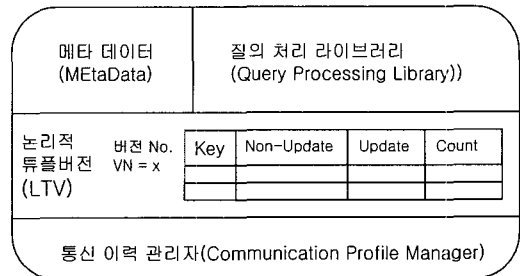 메타 데이터
(MEtaData)
질의 처리 라이브러리
(Query Processing Library))
논리적
튜플버전
(LTV)
버젼 No.
VN = x
Key Non-Update Update Count
통신 이력 관리자(Communication Profile Manager)